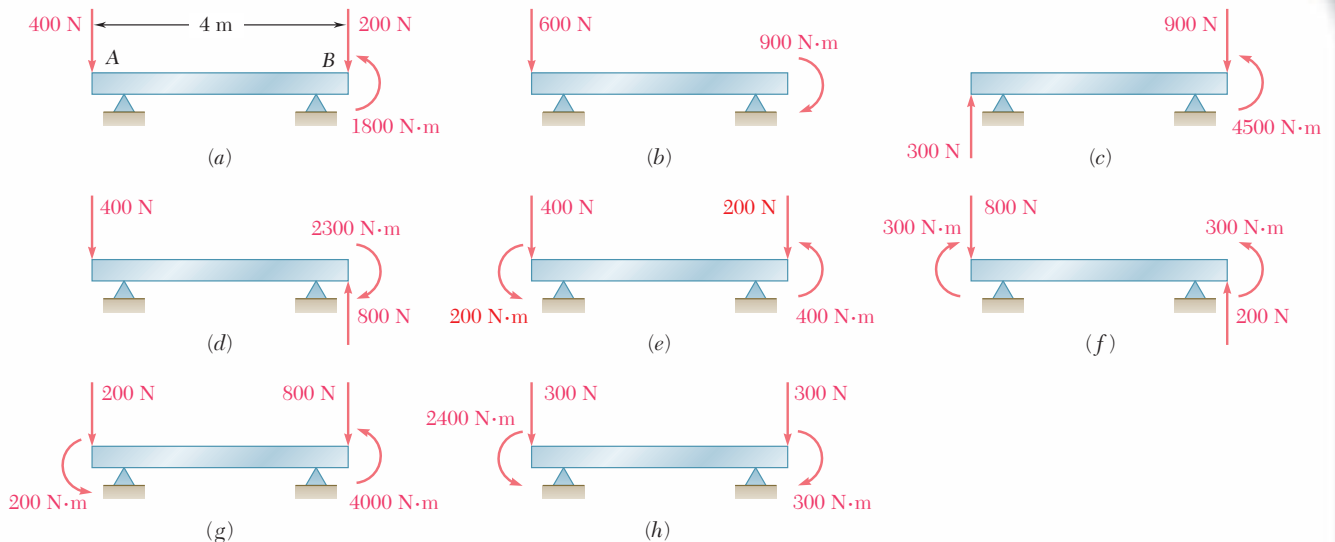 400 N 4 m 200 N
A B
1800 N·m
(a)
600 N
900 N·m
(b)
900 N
4500 N·m
300 N
(c)
400 N
2300 N·m
800 N
(d)
400 N 200 N
200 N·m 400 N·m
(e)
800 N
300 N·m 300 N·m
200 N
(f)
200 N 800 N
200 N·m 4000 N·m
(g)
300 N 300 N
2400 N·m
300 N·m
(h)